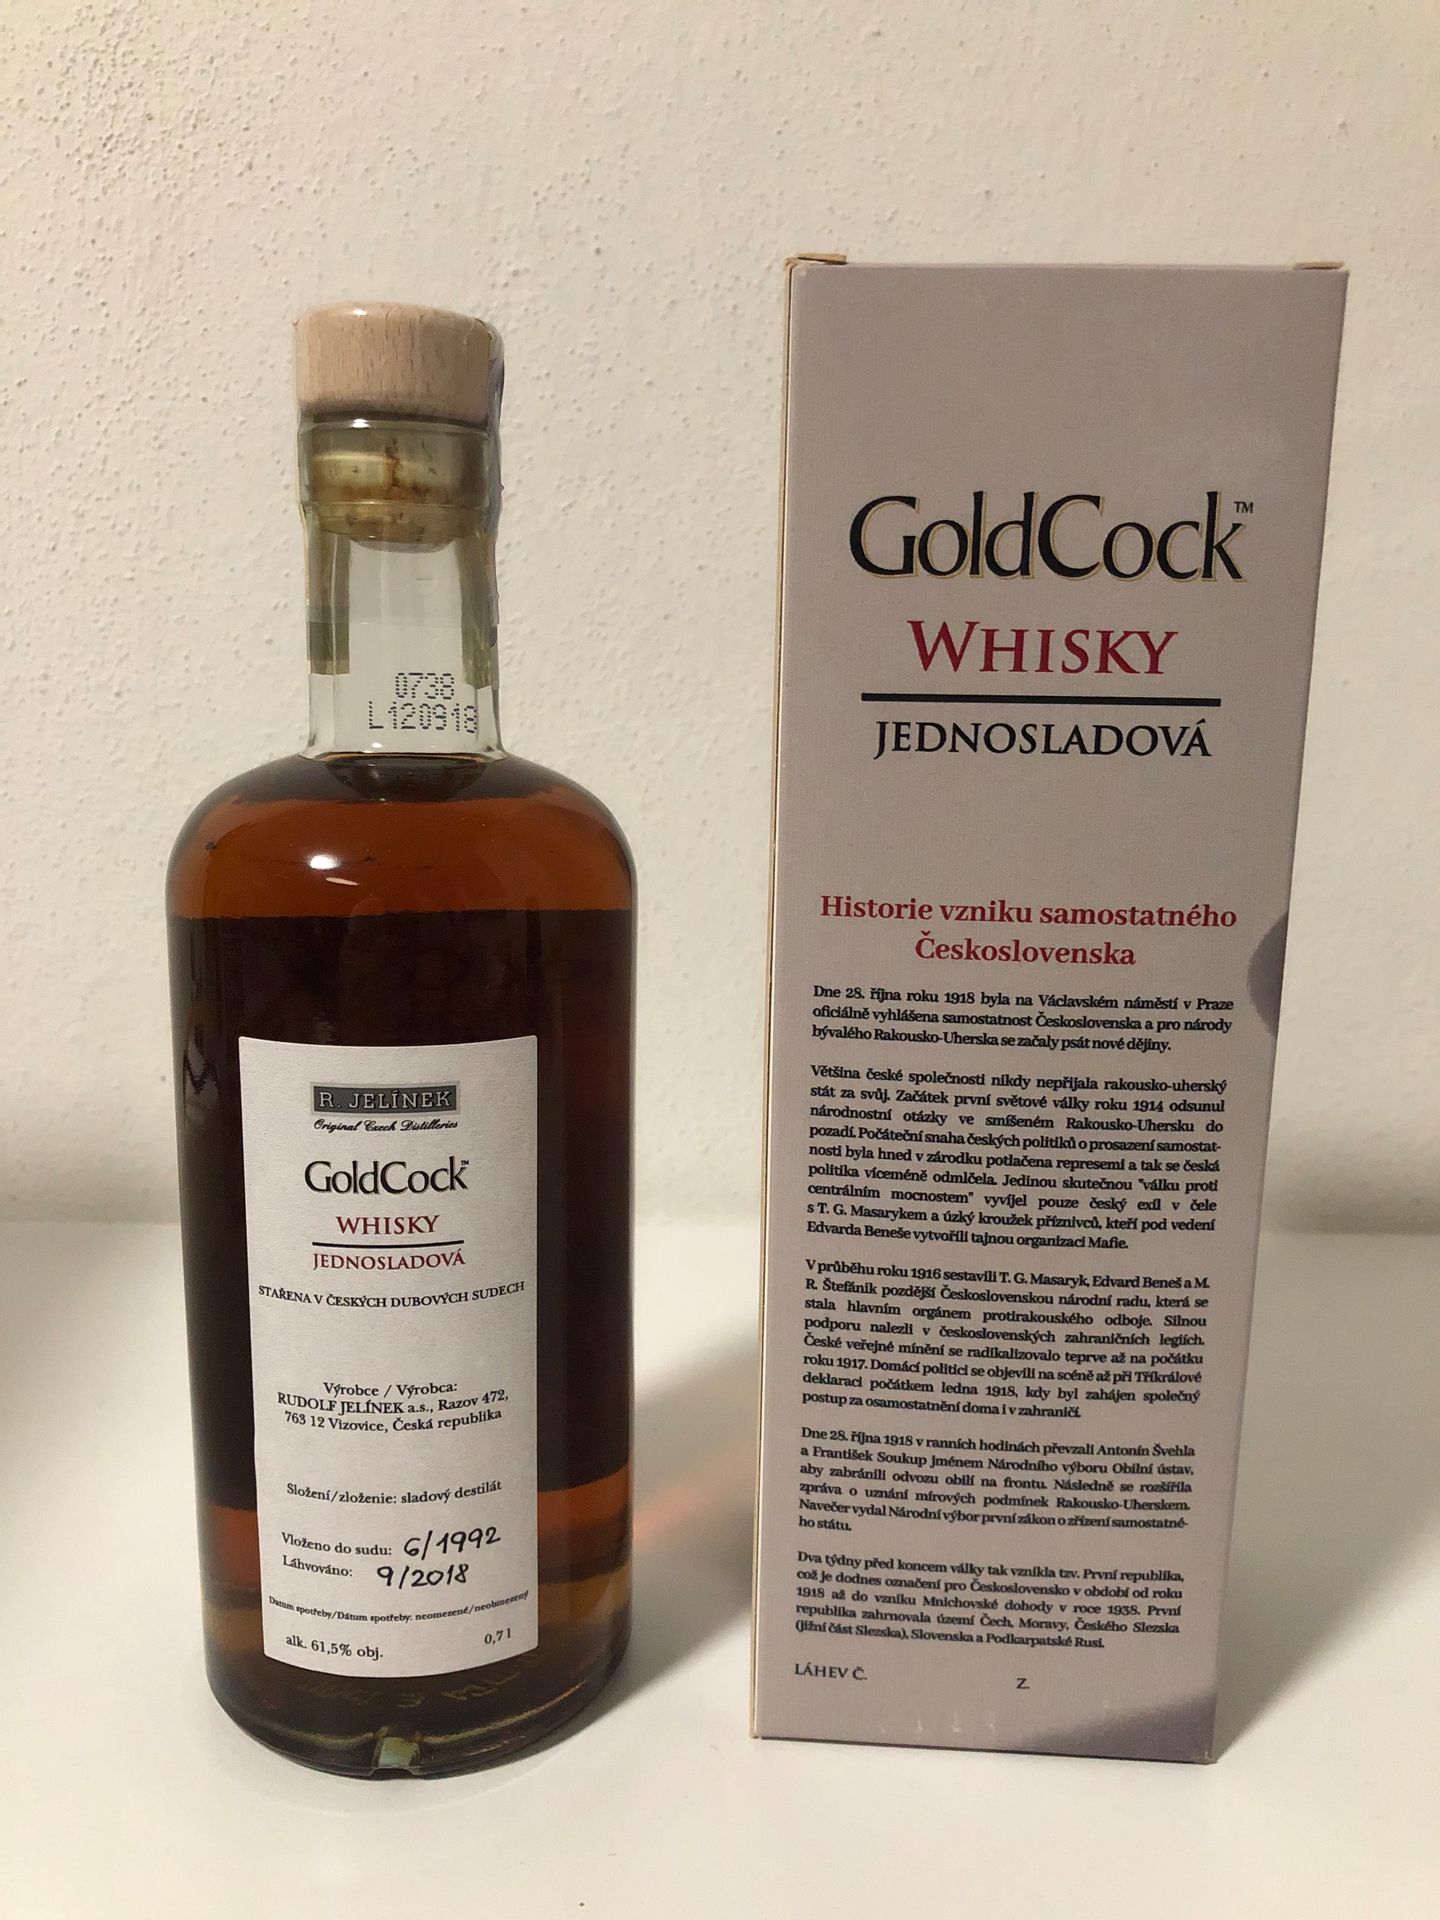 0738
L120918
R. JELÍNEK
Original Czech Distilleries
GoldCock™
WHISKY
JEDNOSLADOVÁ
STAŘENA V ČESKÝCH DUBOVÝCH SUDECH
Výrobce / Výrobca:
RUDOLF JELÍNEK a.s., Razov 472,
763 12 Vizovice, Česká republika
Složení/zloženie: sladový destilát
Vloženo do sudu: 6/1992
Láhvováno: 9/2018
Datum spotřeby/Dátum spotreby: neomezené/neobmezený
alk. 61,5% obj. 0,7 l
GoldCock™
WHISKY
JEDNOSLADOVÁ
Historie vzniku samostatného
Československa
Dne 28. října roku 1918 byla na Václavském náměstí v Praze
oficiálně vyhlášena samostatnost Československa a pro národy
bývalého Rakousko-Uherska se začaly psát nové dějiny.
Většina české společnosti nikdy nepřijala rakousko-uherský
stát za svůj. Začátek první světové války roku 1914 odsunul
národnostní otázky ve smíšeném Rakousko-Uhersku do
pozadí. Počáteční snaha českých politiků o prosazení samostat-
nosti byla hned v zárodku potlačena represemi a tak se česká
politika víceméně odmlčela. Jedinou skutečnou "válku proti
centrálním mocnostem" vyvíjel pouze český exil v čele
s T. G. Masarykem a úzký kroužek příznivců, kteří pod vedení
Edvarda Beneše vytvořili tajnou organizaci Mafie.
V průběhu roku 1916 sestavili T. G. Masaryk, Edvard Beneš a M.
R. Štefánik pozdější Československou národní radu, která se
stala hlavním orgánem protirakouského odboje. Silnou
podporu nalezli v československých zahraničních legiích.
České veřejné mínění se radikalizovalo teprve až na počátku
roku 1917. Domácí politici se objevili na scéně až při Tříkrálové
deklaraci počátkem ledna 1918, kdy byl zahájen společný
postup za osamostatnění doma i v zahraničí.
Dne 28. října 1918 v ranních hodinách převzali Antonín Švehla
a František Soukup jménem Národního výboru Obilní ústav,
aby zabránili odvozu obilí na frontu. Následně se rozšířila
zpráva o uznání mírových podmínek Rakousko-Uherskem.
Navečer vydal Národní výbor první zákon o zřízení samostatné-
ho státu.
Dva týdny před koncem války tak vznikla tzv. První republika,
což je dodnes označení pro Československo v období od roku
1918 až do vzniku Mnichovské dohody v roce 1938. První
republika zahrnovala území Čech, Moravy, Českého Slezska
(jižní část Slezska), Slovenska a Podkarpatské Rusi.
LÁHEV Č. Z.